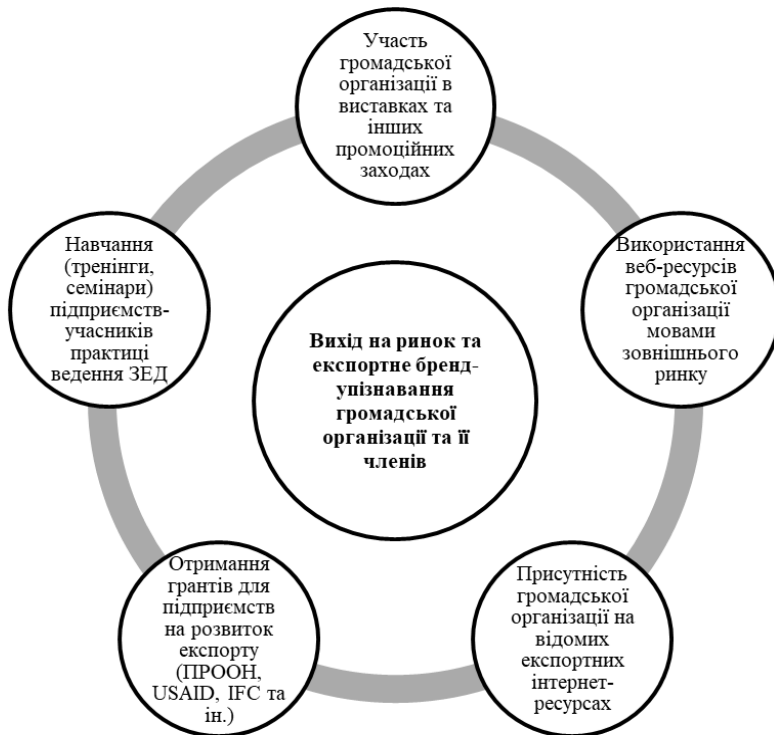 Участь
громадської
організації в
виставках та
інших
промоційних
заходах
Використання
веб-ресурсів
громадської
організації
мовами
зовнішнього
ринку
Присутність
громадської
організації на
відомих
експортних
інтернет-
ресурсах
Отримання
грантів для
підприємств
на розвиток
експорту
(ПРООН,
USAID, IFC та
ін.)
Навчання
(тренінги,
семінари)
підприємств-
учасників
практиці
ведення ЗЕД
Вихід на ринок та
експортне бренд-
упізнавання
громадської
організації та її
членів